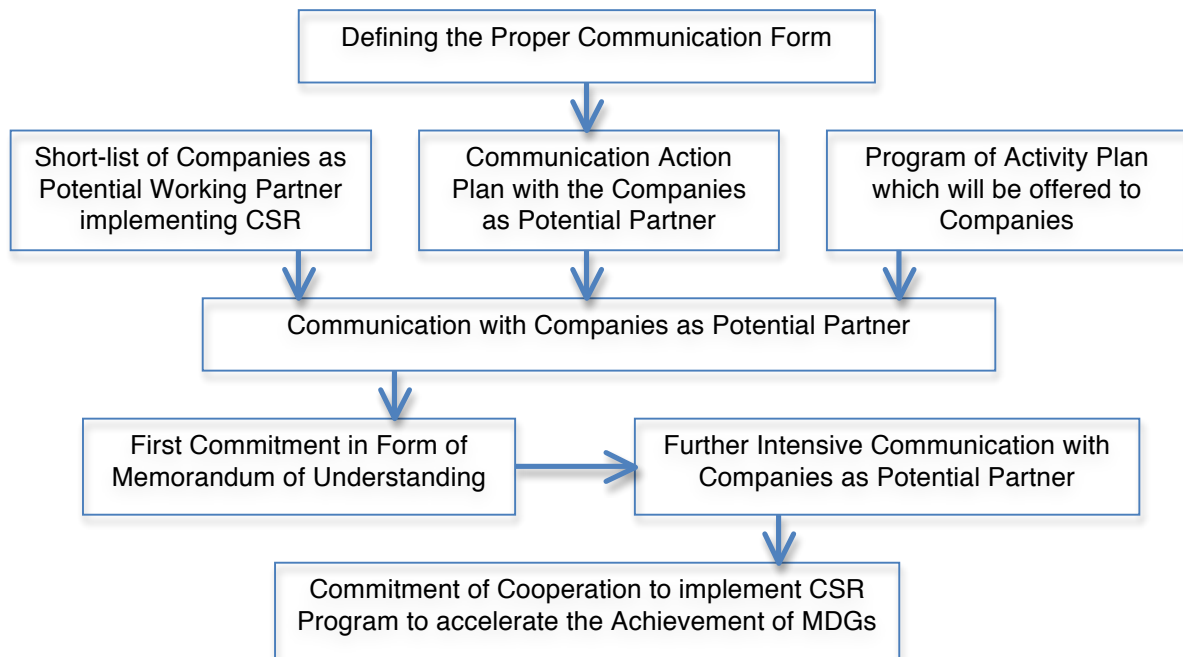 Defining the Proper Communication Form
Short-list of Companies as
Potential Working Partner
implementing CSR
Communication Action
Plan with the Companies
as Potential Partner
Program of Activity Plan
which will be offered to
Companies
Communication with Companies as Potential Partner
First Commitment in Form of
Memorandum of Understanding
Further Intensive Communication with
Companies as Potential Partner
Commitment of Cooperation to implement CSR
Program to accelerate the Achievement of MDGs